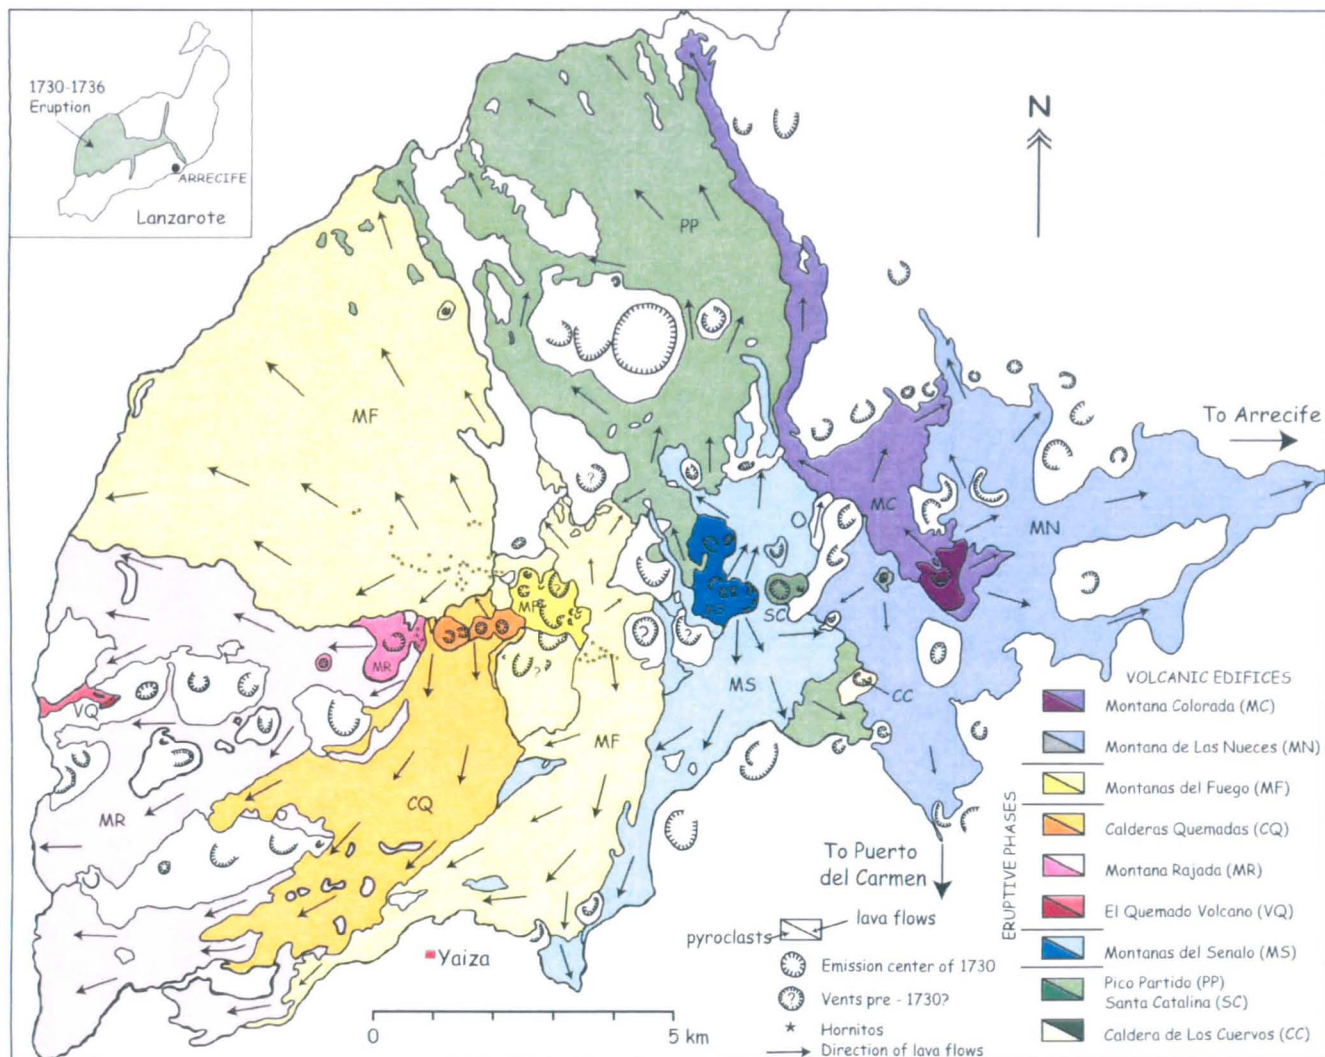 1730-1736
Eruption
ARRECIFE
Lanzarote
N
PP
MF
To Arrecife
MC
MN
MF
MS
SC
MR
VQ
MS
CC
MF
CQ
MR
VOLCANIC EDIFICES
Montana Colorada (MC)
Montana de Las Nueces (MN)
Montanas del Fuego (MF)
Calderas Quemadas (CQ)
Montana Rajada (MR)
El Quemado Volcano (VQ)
Montanas del Senalo (MS)
Pico Partido (PP)
Santa Catalina (SC)
Caldera de Los Cuervos (CC)
ERUPTIVE PHASES
To Puerto
del Carmen
lava flows
pyroclasts
Emission center of 1730
? Vents pre - 1730?
Hornitos
Direction of lava flows
Yaiza
0 5 km
?
?
?
?
?